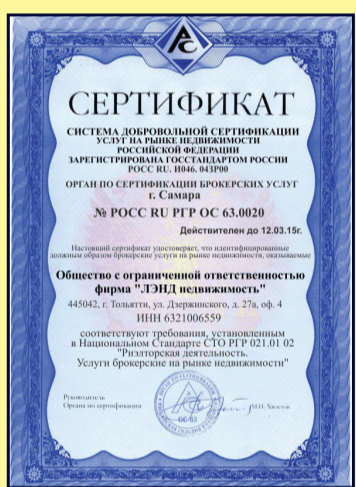 СЕРТИФИКАТ
СИСТЕМА ДОБРОВОЛЬНОЙ СЕРТИФИКАЦИИ
УСЛУГ НА РЫНКЕ НЕДВИЖИМОСТИ
РОССИЙСКОЙ ФЕДЕРАЦИИ
ЗАРЕГИСТРИРОВАНА ГОССТАНДАРТОМ РОССИИ
РОСС RU. И046. 043Р00
ОРГАН ПО СЕРТИФИКАЦИИ БРОКЕРСКИХ УСЛУГ
г. Самара
№ РОСС RU РГР ОС 63.0020
Действителен до 12.03.15г.
Настоящий сертификат удостоверяет, что идентифицированные
должным образом брокерские услуги на рынке недвижимости, оказываемые
Общество с ограниченной ответственностью
фирма "ЛЭНД недвижимость"
445042, г. Тольятти, ул. Дзержинского, д. 27а, оф. 4
ИНН 6321006559
соответствуют требования, установленным
в Национальном Стандарте СТО РГР 021.01 02
"Риэлторская деятельность.
Услуги брокерские на рынке недвижимости"
Руководитель
Органа по сертификации
ОС-63